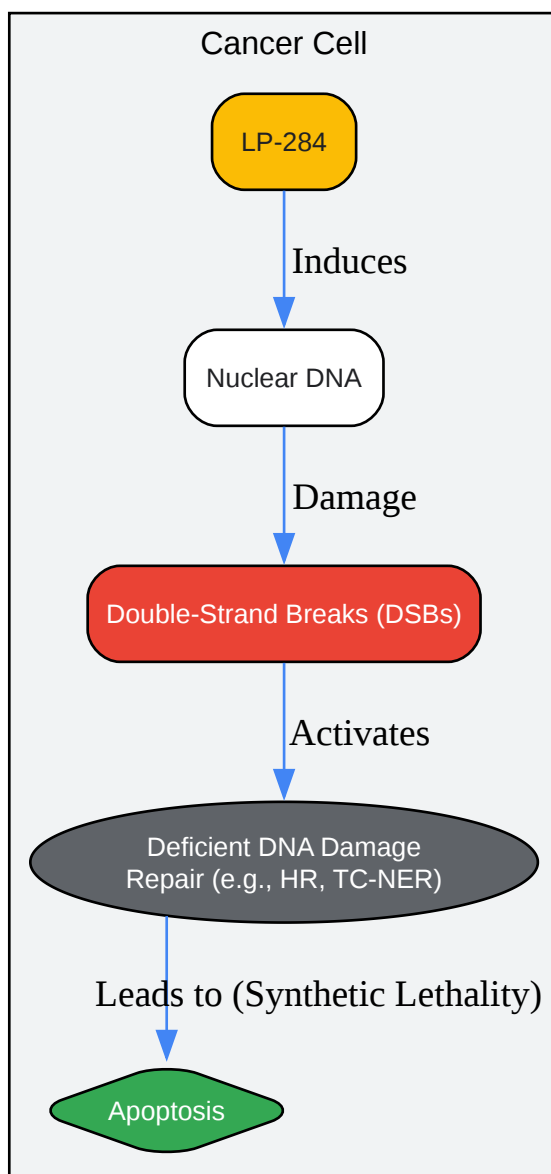 Cancer Cell
LP-284
Induces
Nuclear DNA
Damage
Double-Strand Breaks (DSBs)
Activates
Deficient DNA Damage
Repair (e.g., HR, TC-NER)
Leads to (Synthetic Lethality)
Apoptosis